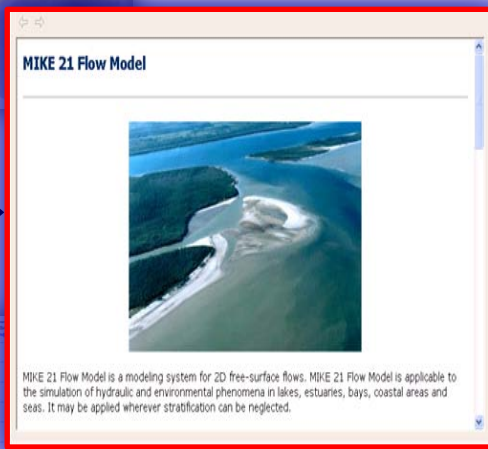 MIKE 21 Flow Model
MIKE 21 Flow Model is a modeling system for 2D free-surface flows. MIKE 21 Flow Model is applicable to
the simulation of hydraulic and environmental phenomena in lakes, estuaries, bays, coastal areas and
seas. It may be applied wherever stratification can be neglected.